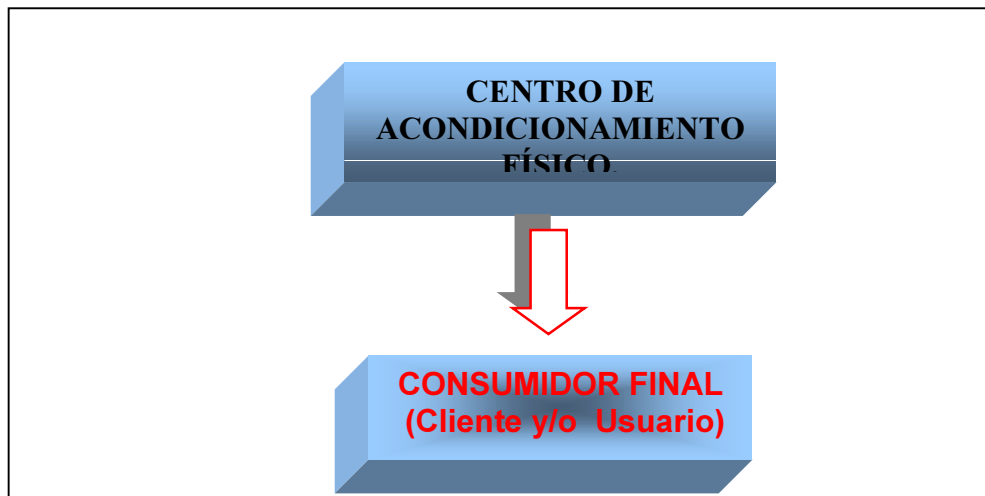 CENTRO DE
ACONDICIONAMIENTO
FÍSICO.
CONSUMIDOR FINAL
(Cliente y/o Usuario)